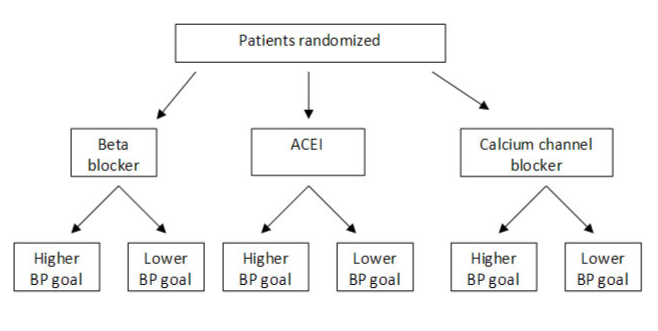 Patients randomized
Beta
blocker
ACEI
Calcium channel
blocker
Higher
BP goal
Lower
BP goal
Higher
BP goal
Lower
BP goal
Higher
BP goal
Lower
BP goal